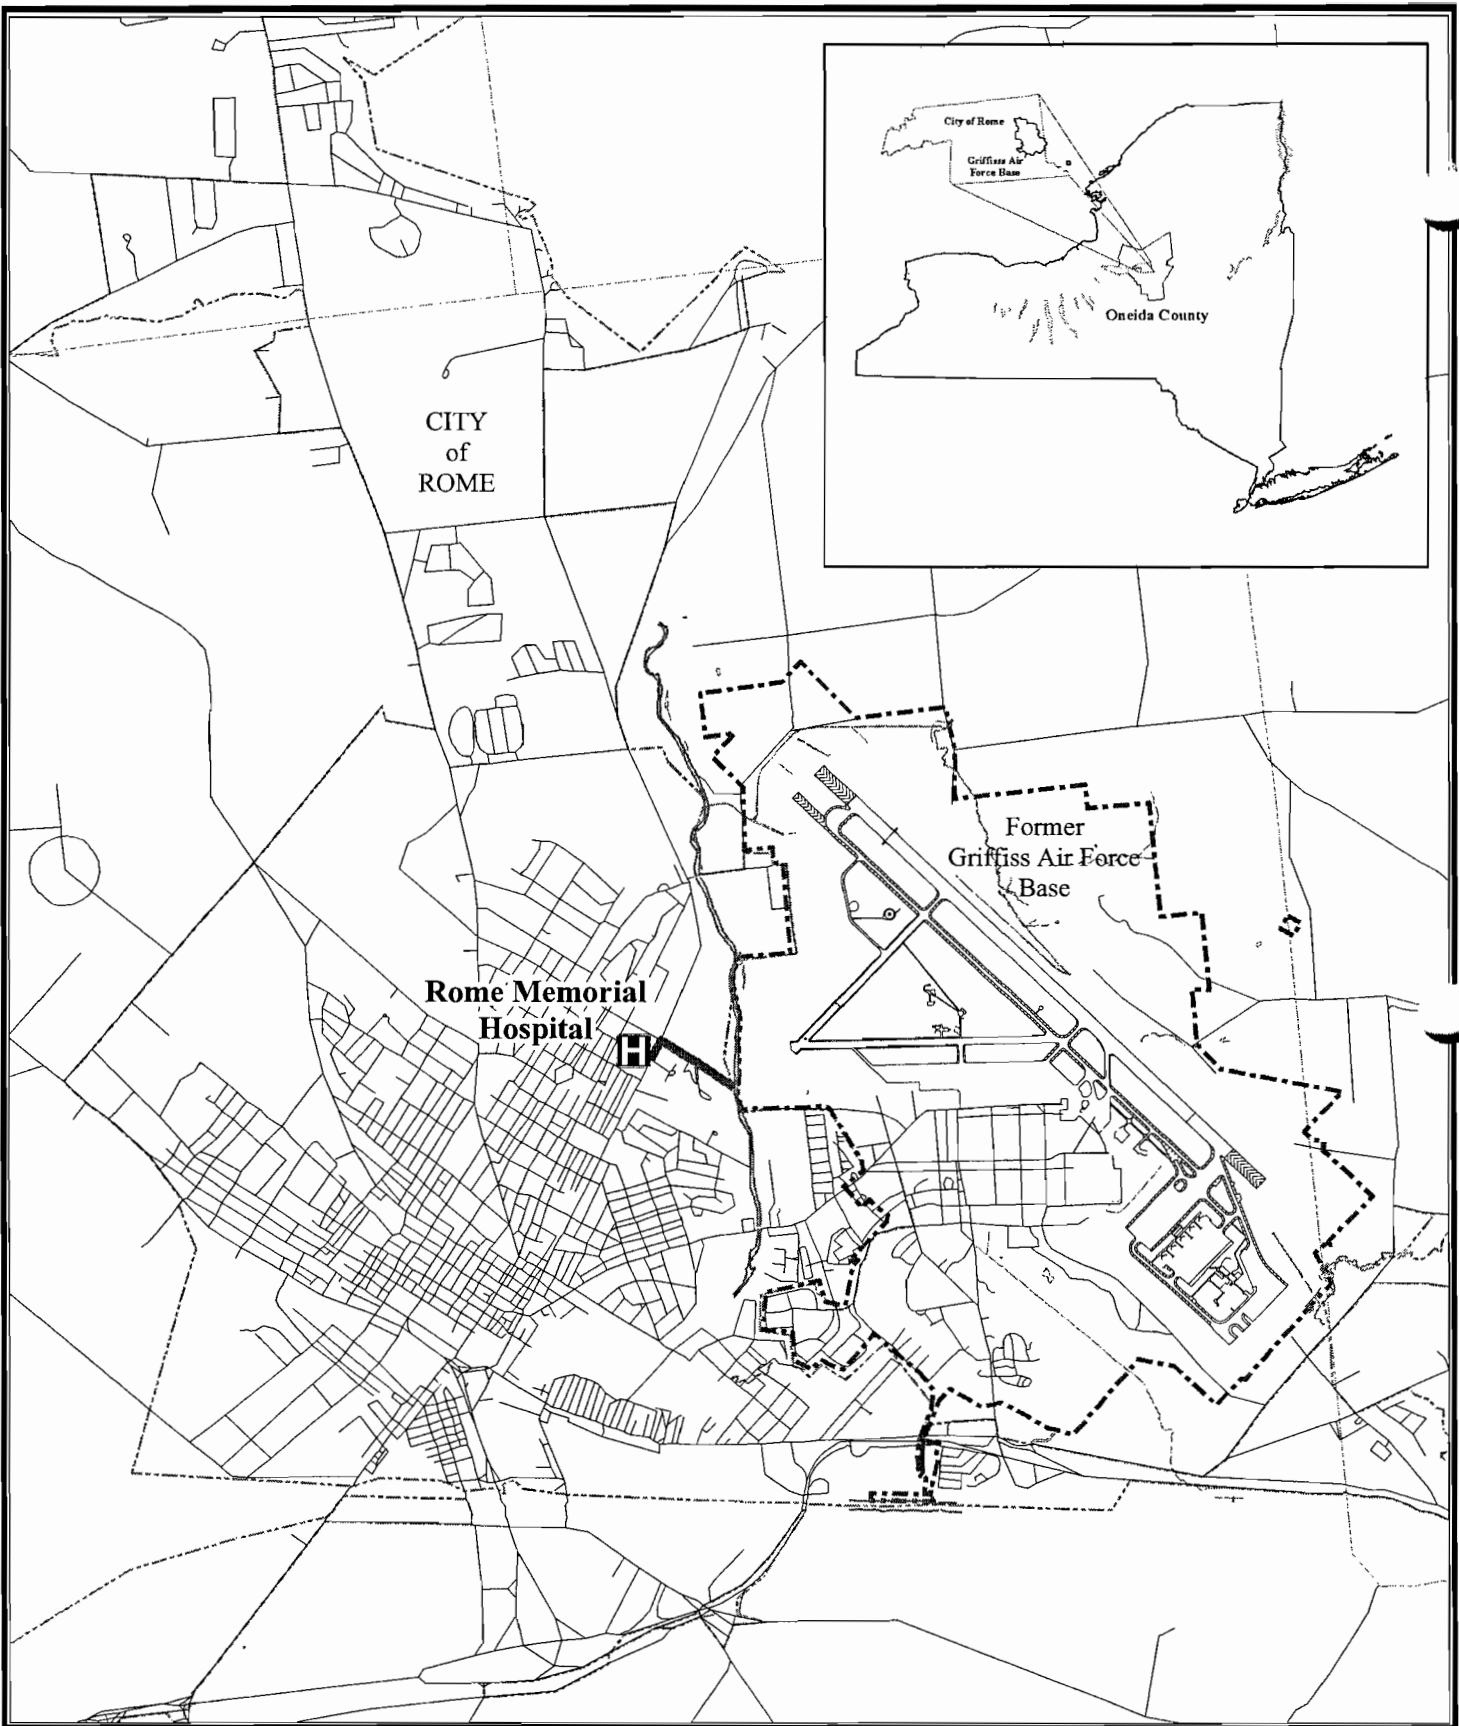 City of Rome
Griffiss Air
Force Base
Oneida County
CITY
of
ROME
Former
Griffiss Air Force
Base
Rome Memorial
Hospital
H